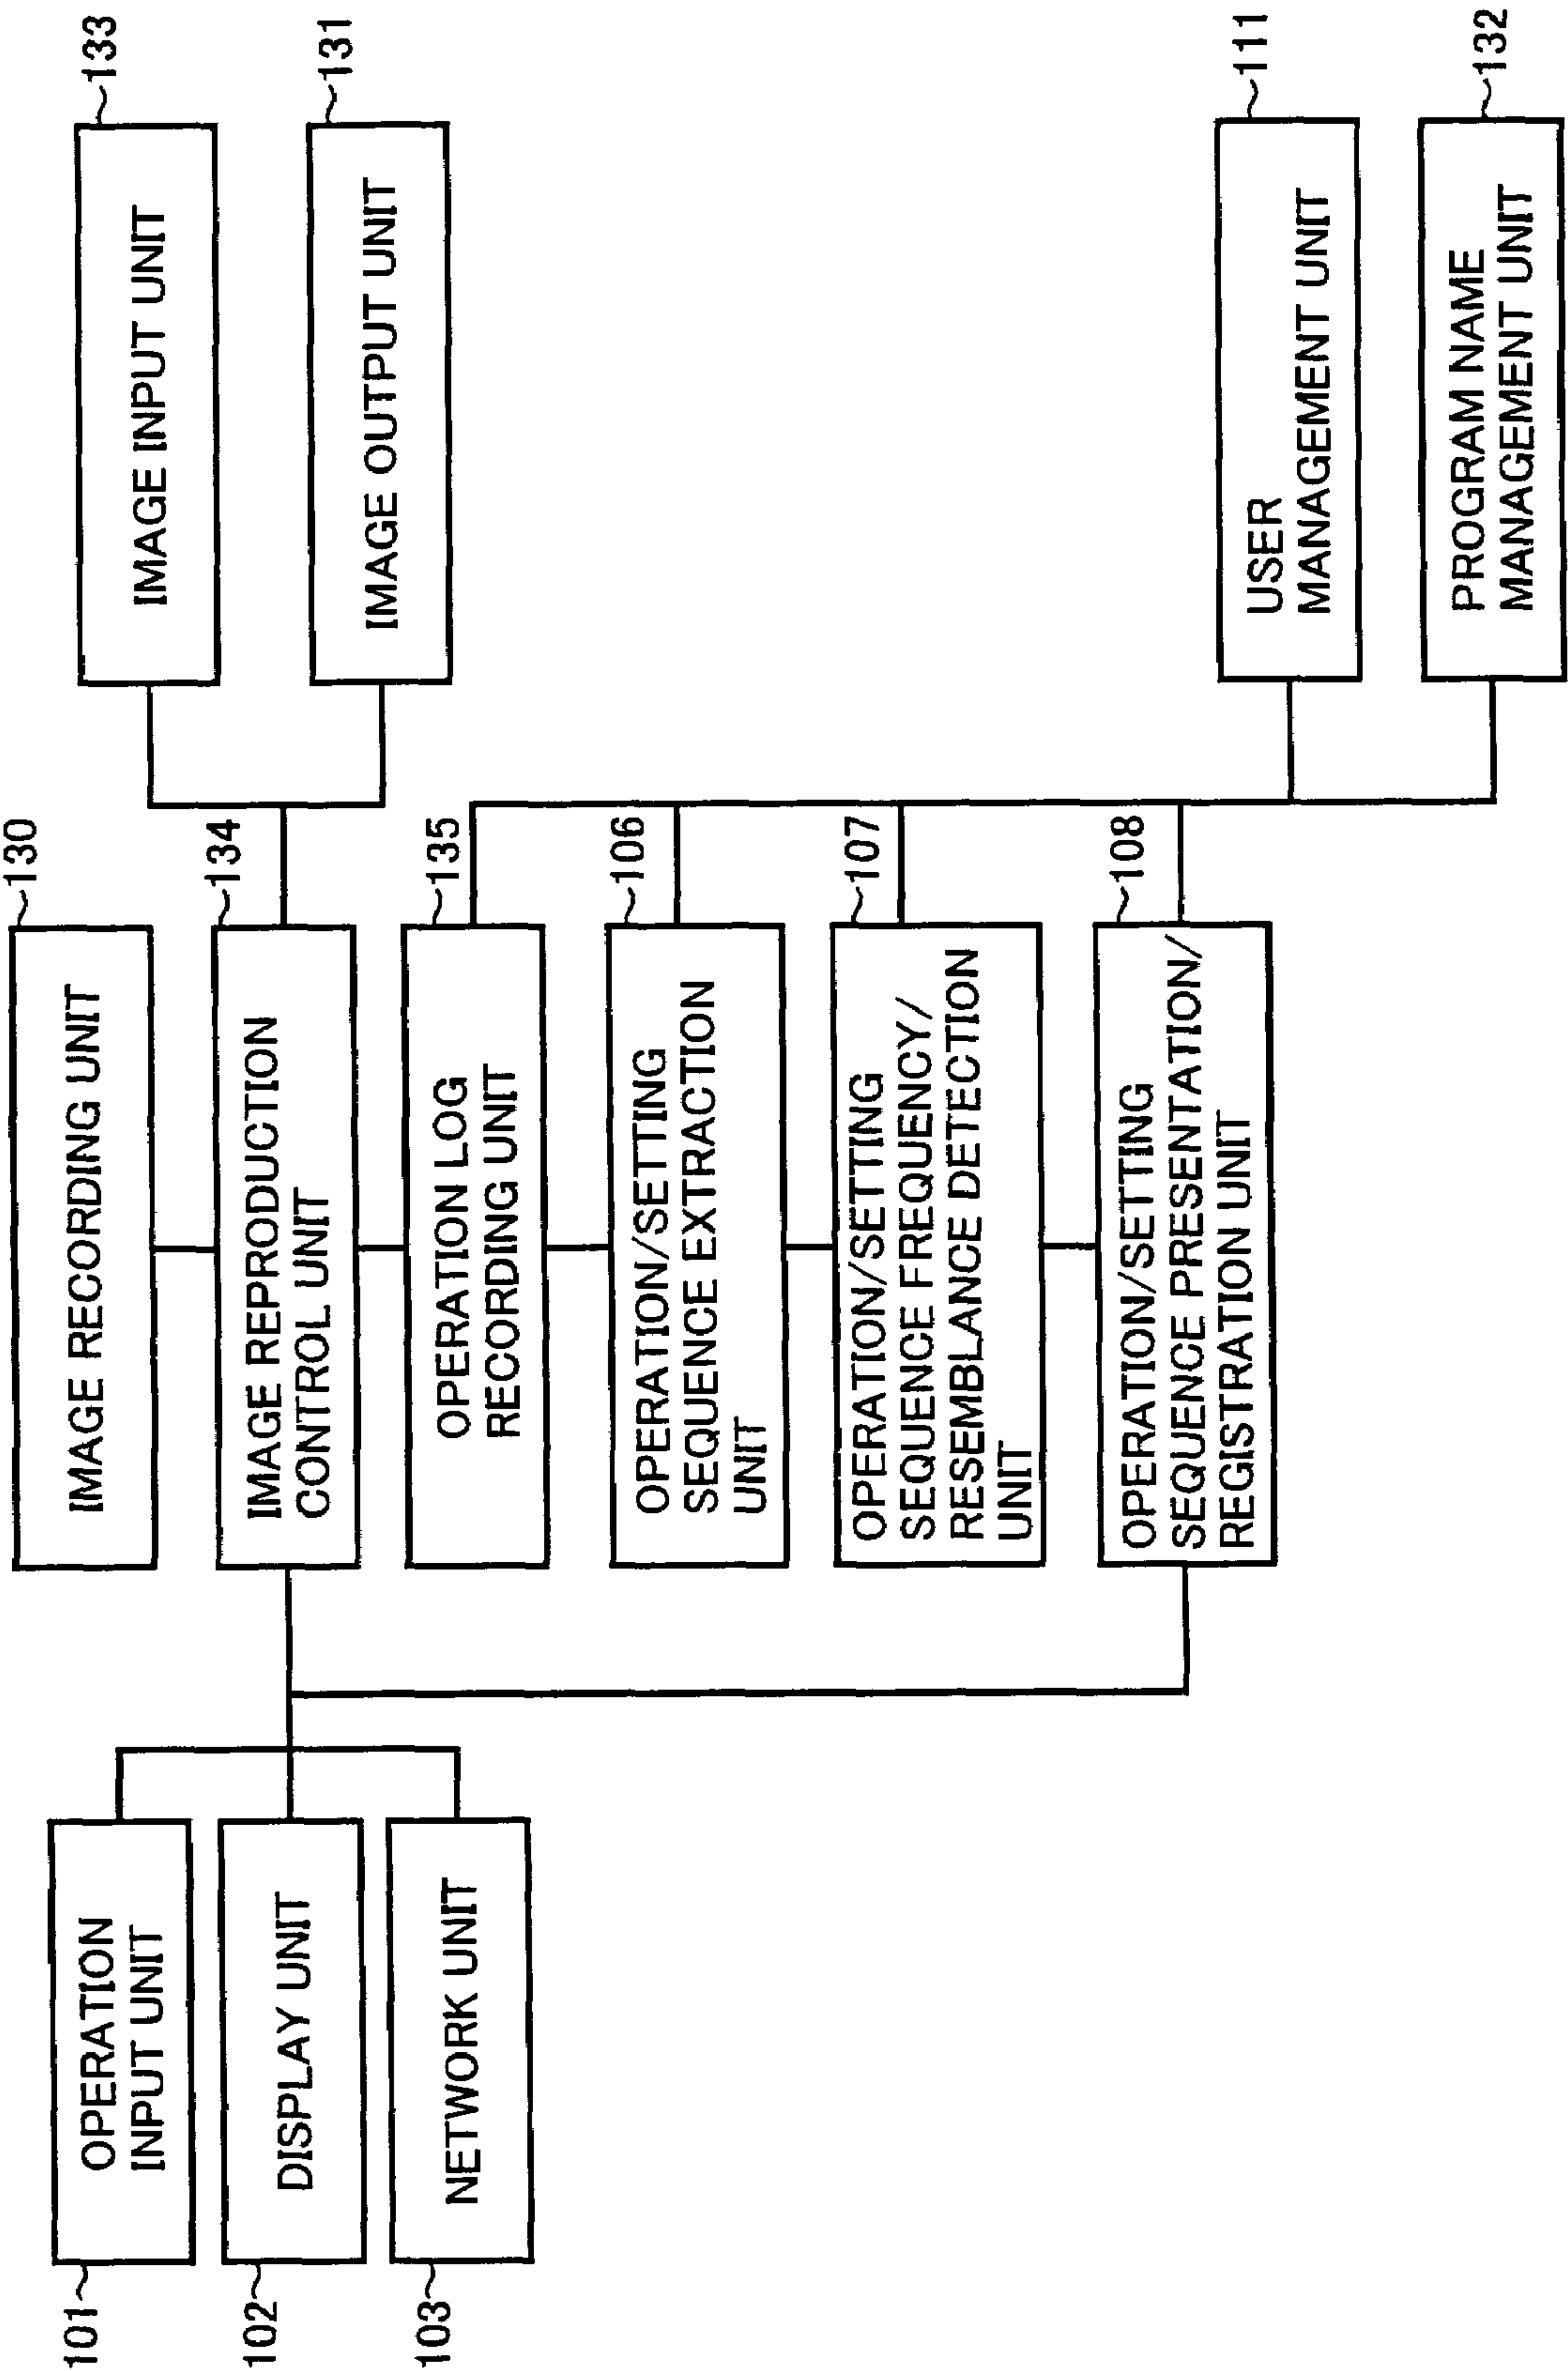 101
OPERATION
INPUT UNIT
102
DISPLAY UNIT
103
NETWORK UNIT
130
IMAGE RECORDING UNIT
134
IMAGE REPRODUCTION
CONTROL UNIT
135
OPERATION LOG
RECORDING UNIT
106
OPERATION/SETTING
SEQUENCE EXTRACTION
UNIT
107
OPERATION/SETTING
SEQUENCE FREQUENCY/
RESEMBLANCE DETECTION
UNIT
108
OPERATION/SETTING
SEQUENCE PRESENTATION/
REGISTRATION UNIT
133
IMAGE INPUT UNIT
131
IMAGE OUTPUT UNIT
111
USER
MANAGEMENT UNIT
132
PROGRAM NAME
MANAGEMENT UNIT